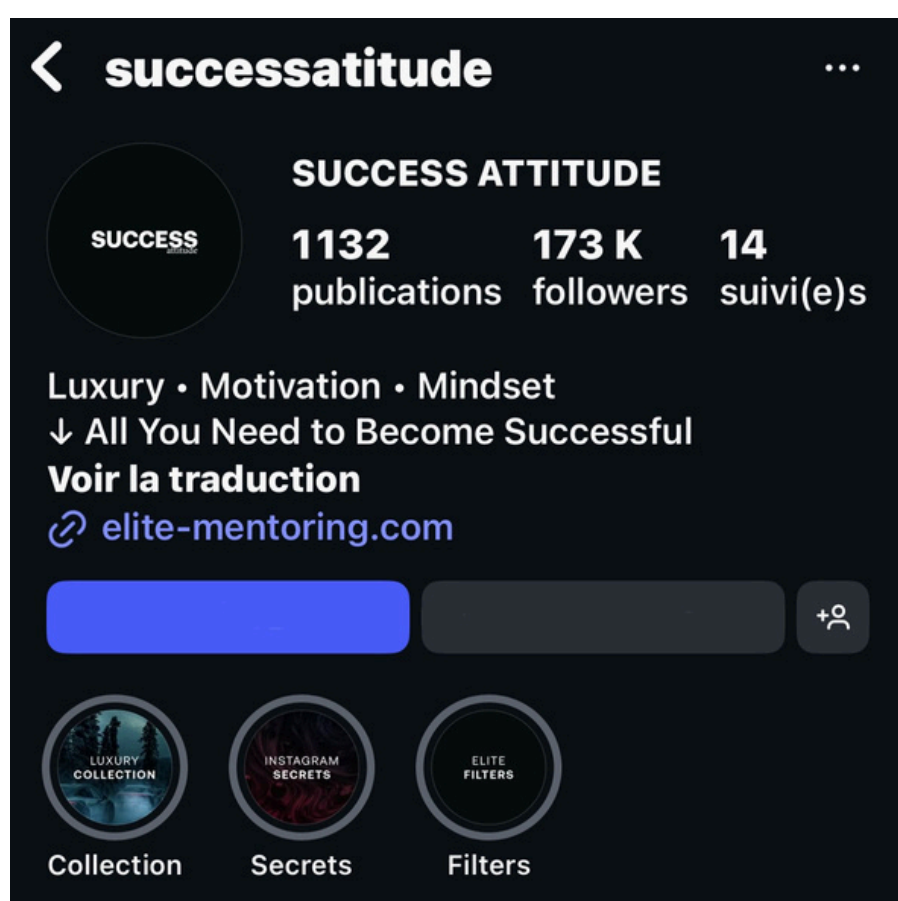 successatitude
SUCCESS
attitude
SUCCESS ATTITUDE
1132 173 K 14
publications followers suivi(e)s
Luxury • Motivation • Mindset
↓ All You Need to Become Successful
Voir la traduction
elite-mentoring.com
LUXURY
COLLECTION
INSTAGRAM
SECRETS
ELITE
FILTERS
Collection Secrets Filters